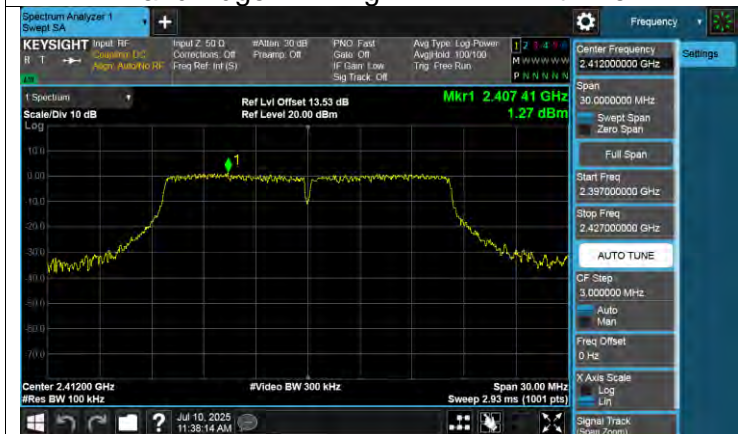 Spectrum Analyzer 1
Swept SA
+
Frequency
KEYSIGHT
R T
Input: RF
Coupling: DC
Align: Auto/No RF
Input Z: 50 Ω
Corrections: Off
Freq Ref: Int (S)
#Atten: 30 dB
Preamp: Off
PNO: Fast
Gate: Off
IF Gain: Low
Sig Track: Off
Avg Type: Log-Power
Avg|Hold: 100/100
Trig: Free Run
1 2 3 4 5 6
M W W W W W
P N N N N N
Center Frequency
2.412000000 GHz
Settings
Span
30.0000000 MHz
Swept Span
Zero Span
Full Span
Start Freq
2.397000000 GHz
Stop Freq
2.427000000 GHz
AUTO TUNE
CF Step
3.000000 MHz
Auto
Man
Freq Offset
0 Hz
X Axis Scale
Log
Lin
Signal Track
(Span Zoom)
1 Spectrum
Scale/Div 10 dB
Log
Ref Lvl Offset 13.53 dB
Ref Level 20.00 dBm
Mkr1 2.407 41 GHz
1.27 dBm
1
10.0
0.00
-10.0
-20.0
-30.0
-40.0
-50.0
-60.0
-70.0
Center 2.41200 GHz
#Res BW 100 kHz
#Video BW 300 kHz
Span 30.00 MHz
Sweep 2.93 ms (1001 pts)
?
Jul 10, 2025
11:38:14 AM